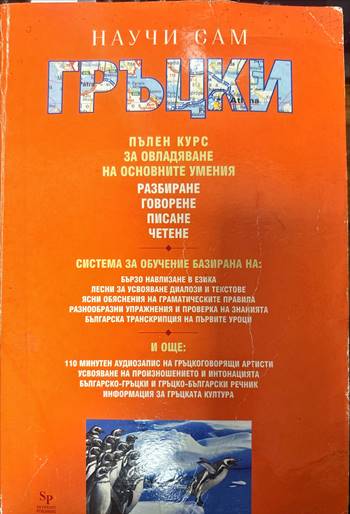 НАУЧИ САМ
ГРЪЦКИ
ПЪЛЕН КУРС
ЗА ОВЛАДЯВАНЕ
НА ОСНОВНИТЕ УМЕНИЯ
РАЗБИРАНЕ
ГОВОРЕНЕ
ПИСАНЕ
ЧЕТЕНЕ
СИСТЕМА ЗА ОБУЧЕНИЕ БАЗИРАНА НА:
БЪРЗО НАВЛИЗАНЕ В ЕЗИКА
ЛЕСНИ ЗА УСВОЯВАНЕ ДИАЛОЗИ И ТЕКСТОВЕ
ЯСНИ ОБЯСНЕНИЯ НА ГРАМАТИЧЕСКИТЕ ПРАВИЛА
РАЗНООБРАЗНИ УПРАЖНЕНИЯ И ПРОВЕРКА НА ЗНАНИЯТА
БЪЛГАРСКА ТРАНСКРИПЦИЯ НА ПЪРВИТЕ УРОЦИ
И ОЩЕ:
110 МИНУТЕН АУДИОЗАПИС НА ГРЪЦКОГОВОРЯЩИ АРТИСТИ
УСВОЯВАНЕ НА ПРОИЗНОШЕНИЕТО И ИНТОНАЦИЯТА
БЪЛГАРСКО-ГРЪЦКИ И ГРЪЦКО-БЪЛГАРСКИ РЕЧНИК
ИНФОРМАЦИЯ ЗА ГРЪЦКАТА КУЛТУРА
SP